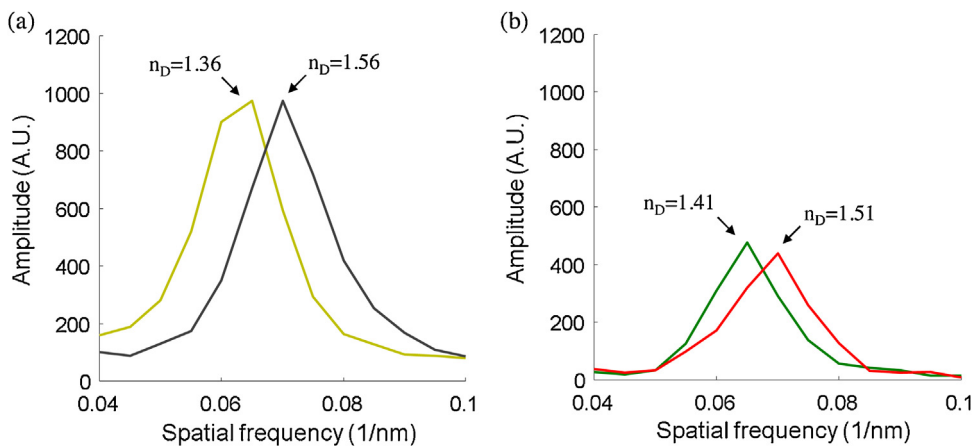 (a)
1200
1000
800
600
400
200
0
Amplitude (A.U.)
n_D=1.36
n_D=1.56
0.04
0.06
0.08
0.1
Spatial frequency (1/nm)
(b)
1200
1000
800
600
400
200
0
Amplitude (A.U.)
n_D=1.41
n_D=1.51
0.04
0.06
0.08
0.1
Spatial frequency (1/nm)